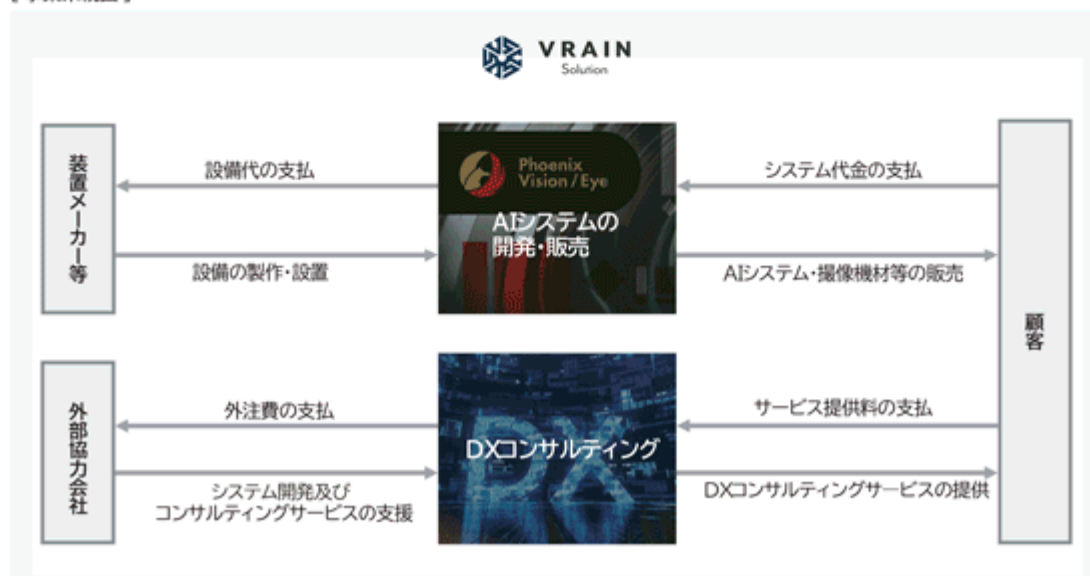 VRAIN
Solution
装置メーカー等
設備代の支払
設備の製作・設置
Phoenix
Vision/Eye
AIシステムの
開発・販売
システム代金の支払
AIシステム・撮像機材等の販売
顧客
外部協力会社
外注費の支払
システム開発及び
コンサルティングサービスの支援
DX
DXコンサルティング
サービス提供料の支払
DXコンサルティングサービスの提供